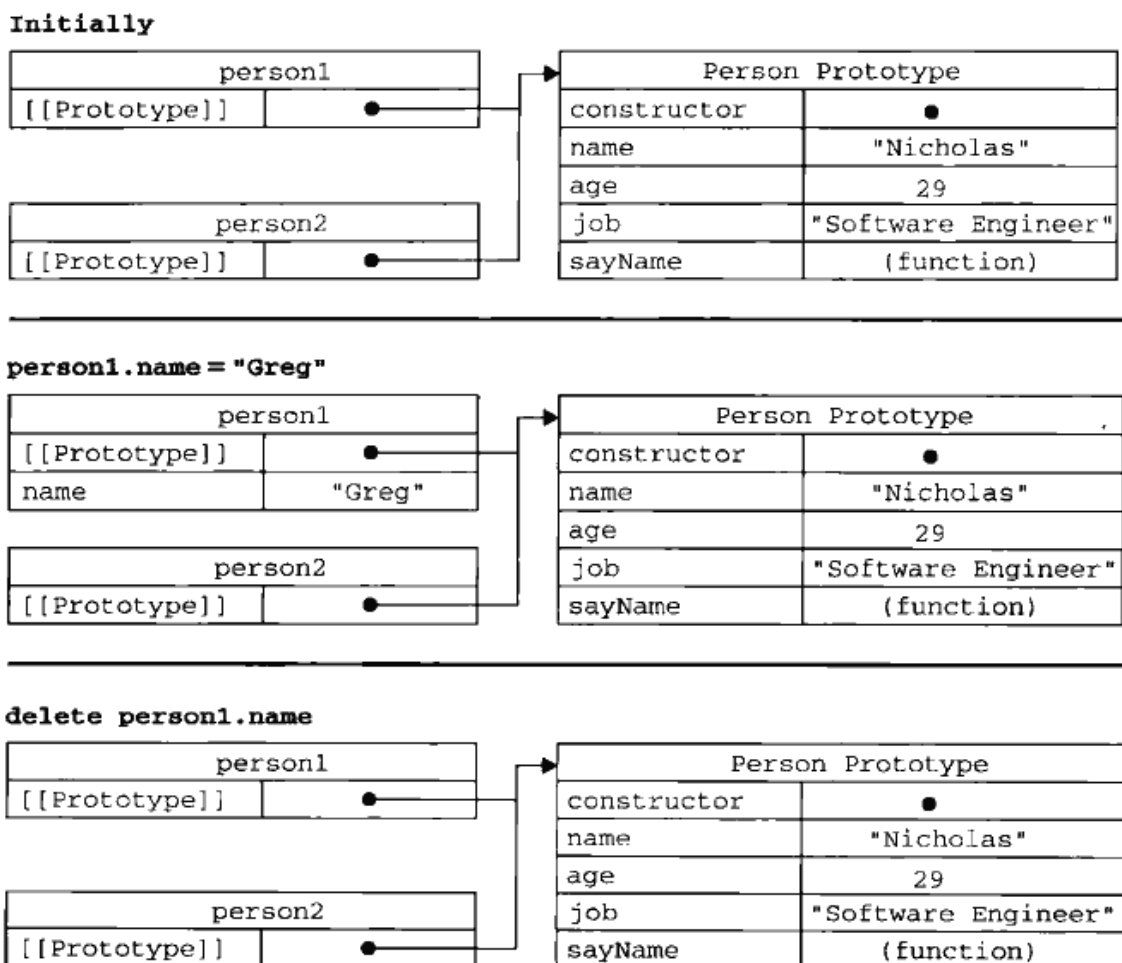 Initially
person1 Person Prototype
[[Prototype]] constructor
name "Nicholas"
age 29
person2 job "Software Engineer"
[[Prototype]] sayName (function)
person1.name = "Greg"
person1 Person Prototype
[[Prototype]] constructor
name "Greg" name "Nicholas"
age 29
person2 job "Software Engineer"
[[Prototype]] sayName (function)
delete person1.name
person1 Person Prototype
[[Prototype]] constructor
name "Nicholas"
age 29
person2 job "Software Engineer"
[[Prototype]] sayName (function)